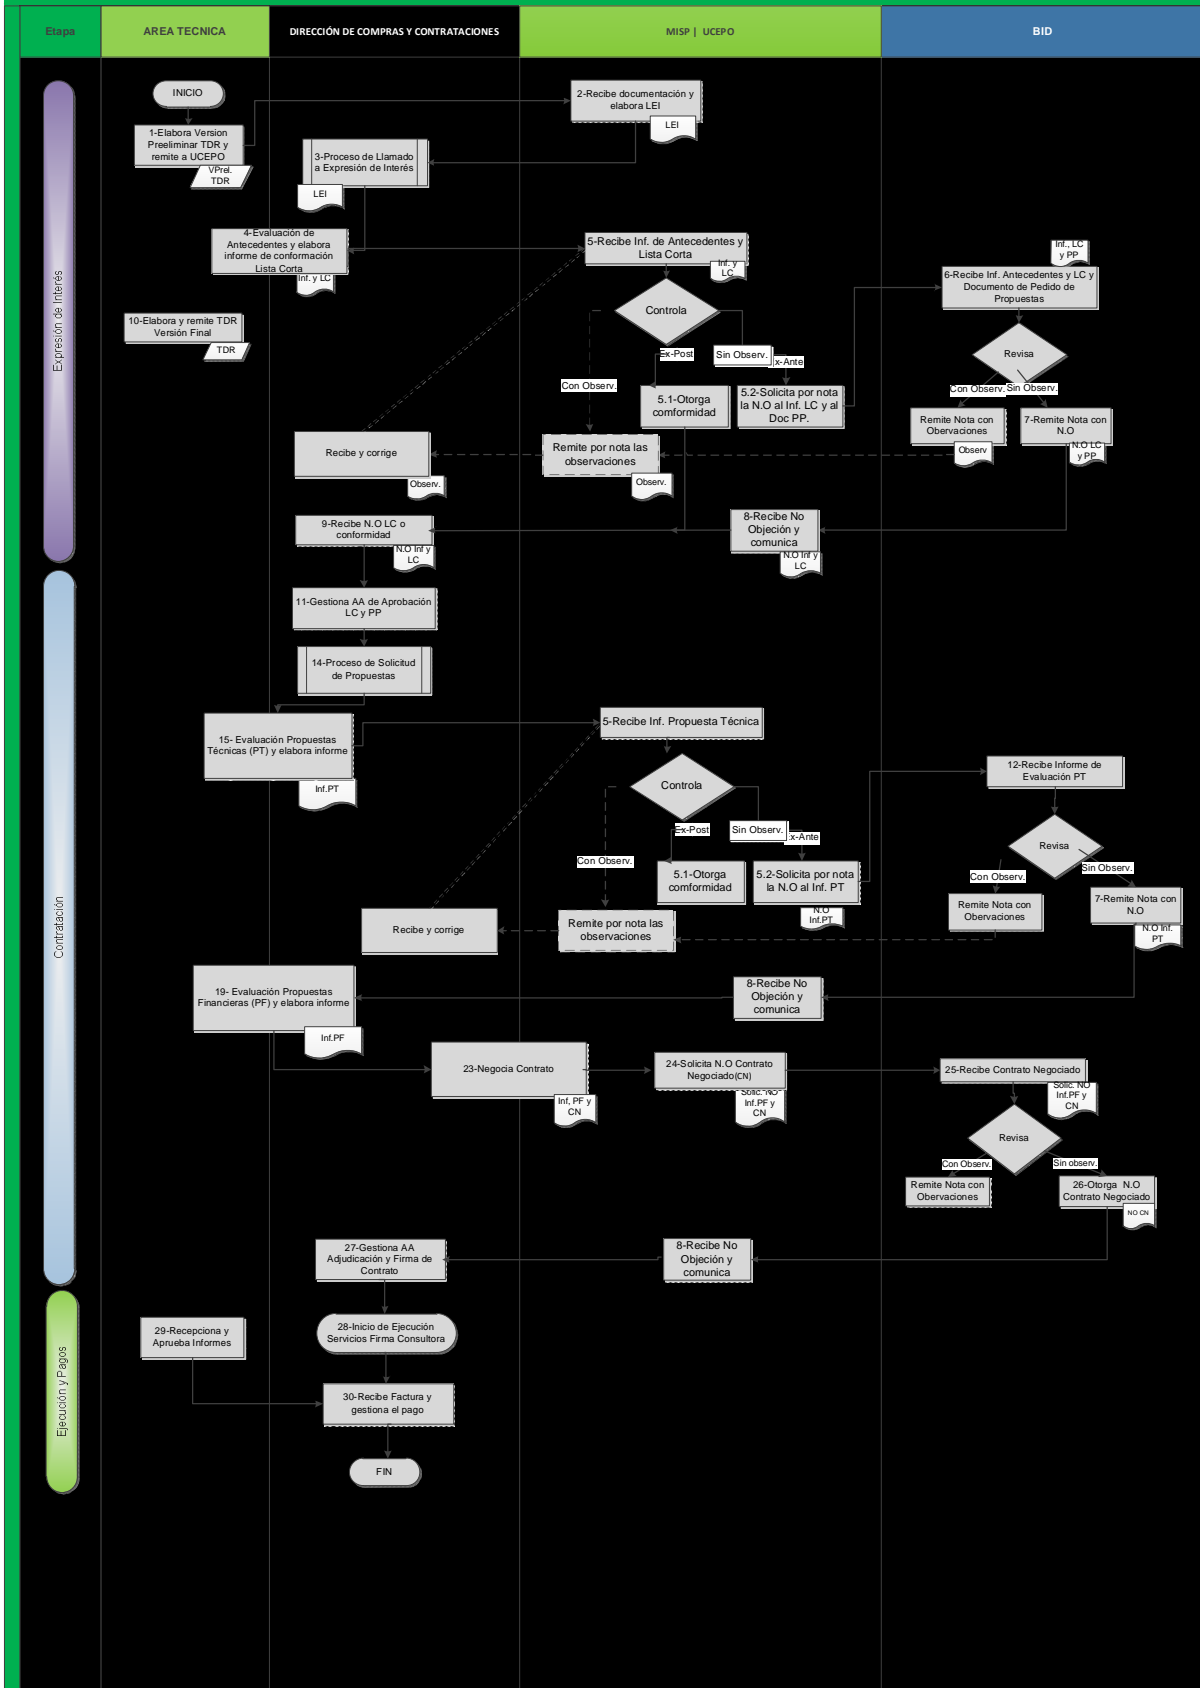 Etapa
AREA TECNICA
DIRECCIÓN DE COMPRAS Y CONTRATACIONES
MISP | UCEPO
BID
Expresión de Interés
INICIO
1-Elabora Version
Preeliminar TDR y
remite a UCEPO
VPrel.
TDR
2-Recibe documentación y
elabora LEI
LEI
3-Proceso de Llamado
a Expresión de Interés
LEI
4-Evaluación de
Antecedentes y elabora
informe de conformación
Lista Corta
Inf. y LC
5-Recibe Inf. de Antecedentes y
Lista Corta
Inf. y
LC
Inf., LC
y PP
6-Recibe Inf. Antecedentes y LC y
Documento de Pedido de
Propuestas
10-Elabora y remite TDR
Versión Final
TDR
Controla
Ex-Post
Sin Observ.
x-Ante
Con Observ.
Revisa
Con Observ.
Sin Observ.
5.1-Otorga
comformidad
5.2-Solicita por nota
la N.O al Inf. LC y al
Doc PP.
Remite Nota con
Obervaciones
Observ
7-Remite Nota con
N.O
N.O LC
y PP
Recibe y corrige
Observ.
Remite por nota las
observaciones
Observ.
9-Recibe N.O LC o
conformidad
N.O Inf y
LC
8-Recibe No
Objeción y
comunica
N.O Inf y
LC
Contratación
11-Gestiona AA de Aprobación
LC y PP
14-Proceso de Solicitud
de Propuestas
15- Evaluación Propuestas
Técnicas (PT) y elabora informe
Inf.PT
5-Recibe Inf. Propuesta Técnica
12-Recibe Informe de
Evaluación PT
Controla
Ex-Post
Sin Observ.
x-Ante
Con Observ.
Revisa
Con Observ.
Sin Observ.
5.1-Otorga
comformidad
5.2-Solicita por nota
la N.O al Inf. PT
N.O
Inf.PT
Remite Nota con
Obervaciones
7-Remite Nota con
N.O
N.O Inf.
PT
Recibe y corrige
Remite por nota las
observaciones
19- Evaluación Propuestas
Financieras (PF) y elabora informe
Inf.PF
8-Recibe No
Objeción y
comunica
23-Negocia Contrato
Inf, PF y
CN
24-Solicita N.O Contrato
Negociado(CN)
Solic. NO
Inf.PF y
CN
25-Recibe Contrato Negociado
Solic. NO
Inf.PF y
CN
Revisa
Con Observ.
Sin observ.
Remite Nota con
Obervaciones
26-Otorga N.O
Contrato Negociado
NO CN
27-Gestiona AA
Adjudicación y Firma de
Contrato
8-Recibe No
Objeción y
comunica
Ejecución y Pagos
28-Inicio de Ejecución
Servicios Firma Consultora
29-Recepciona y
Aprueba Informes
30-Recibe Factura y
gestiona el pago
FIN